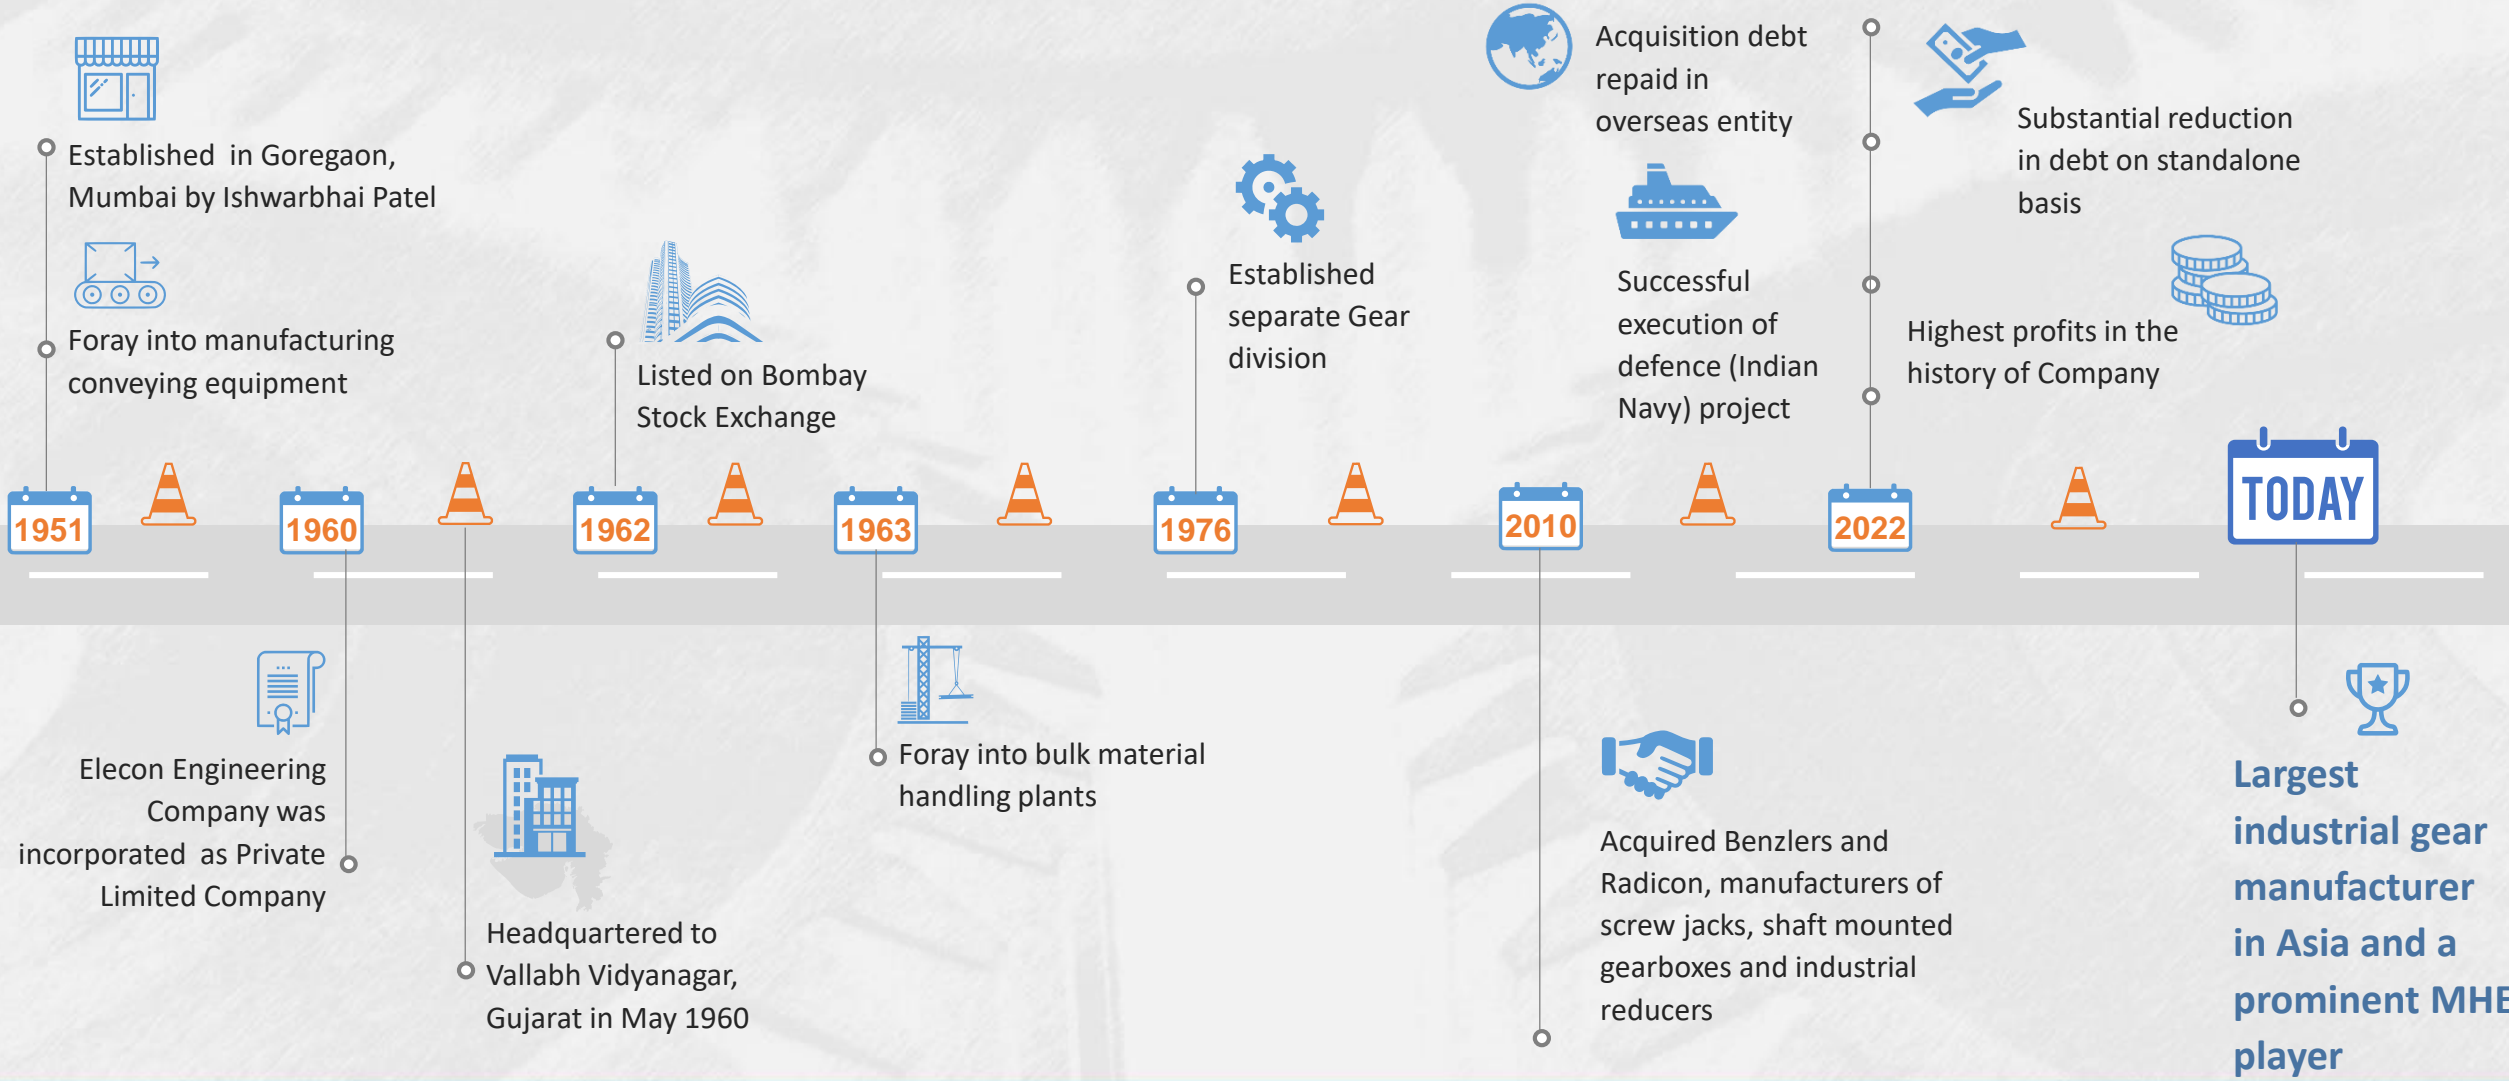 Established in Goregaon,
Mumbai by Ishwarbhai Patel
Foray into manufacturing
conveying equipment
1951
1960
Elecon Engineering
Company was
incorporated as Private
Limited Company
Headquartered to
Vallabh Vidyanagar,
Gujarat in May 1960
Listed on Bombay
Stock Exchange
1962
1963
Foray into bulk material
handling plants
Established
separate Gear
division
1976
2010
Acquired Benzlers and
Radicon, manufacturers of
screw jacks, shaft mounted
gearboxes and industrial
reducers
Acquisition debt
repaid in
overseas entity
Successful
execution of
defence (Indian
Navy) project
Substantial reduction
in debt on standalone
basis
Highest profits in the
history of Company
2022
TODAY
Largest
industrial gear
manufacturer
in Asia and a
prominent MHE
player